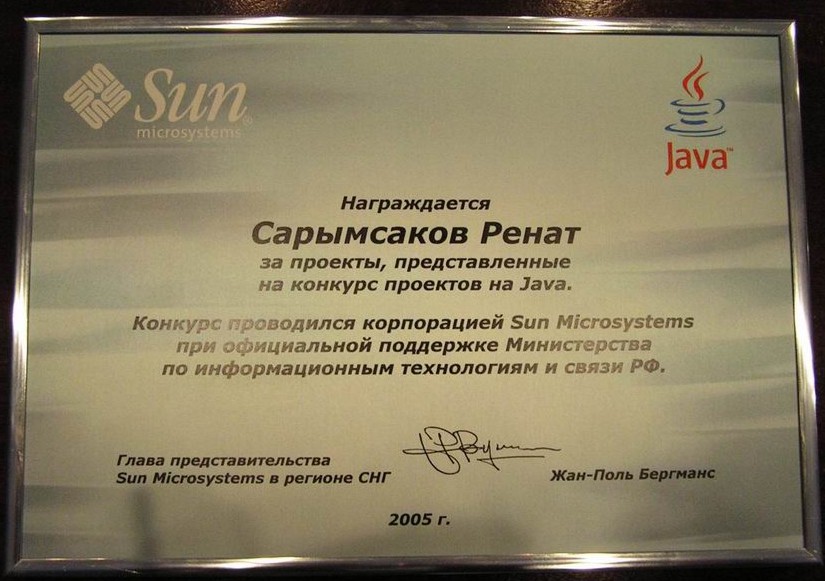 Sun
microsystems
Java™
Награждается
Сарымсаков Ренат
за проекты, представленные
на конкурс проектов на Java.
Конкурс проводился корпорацией Sun Microsystems
при официальной поддержке Министерства
по информационным технологиям и связи РФ.
Глава представительства
Sun Microsystems в регионе СНГ
Жан-Поль Бергманс
2005 г.